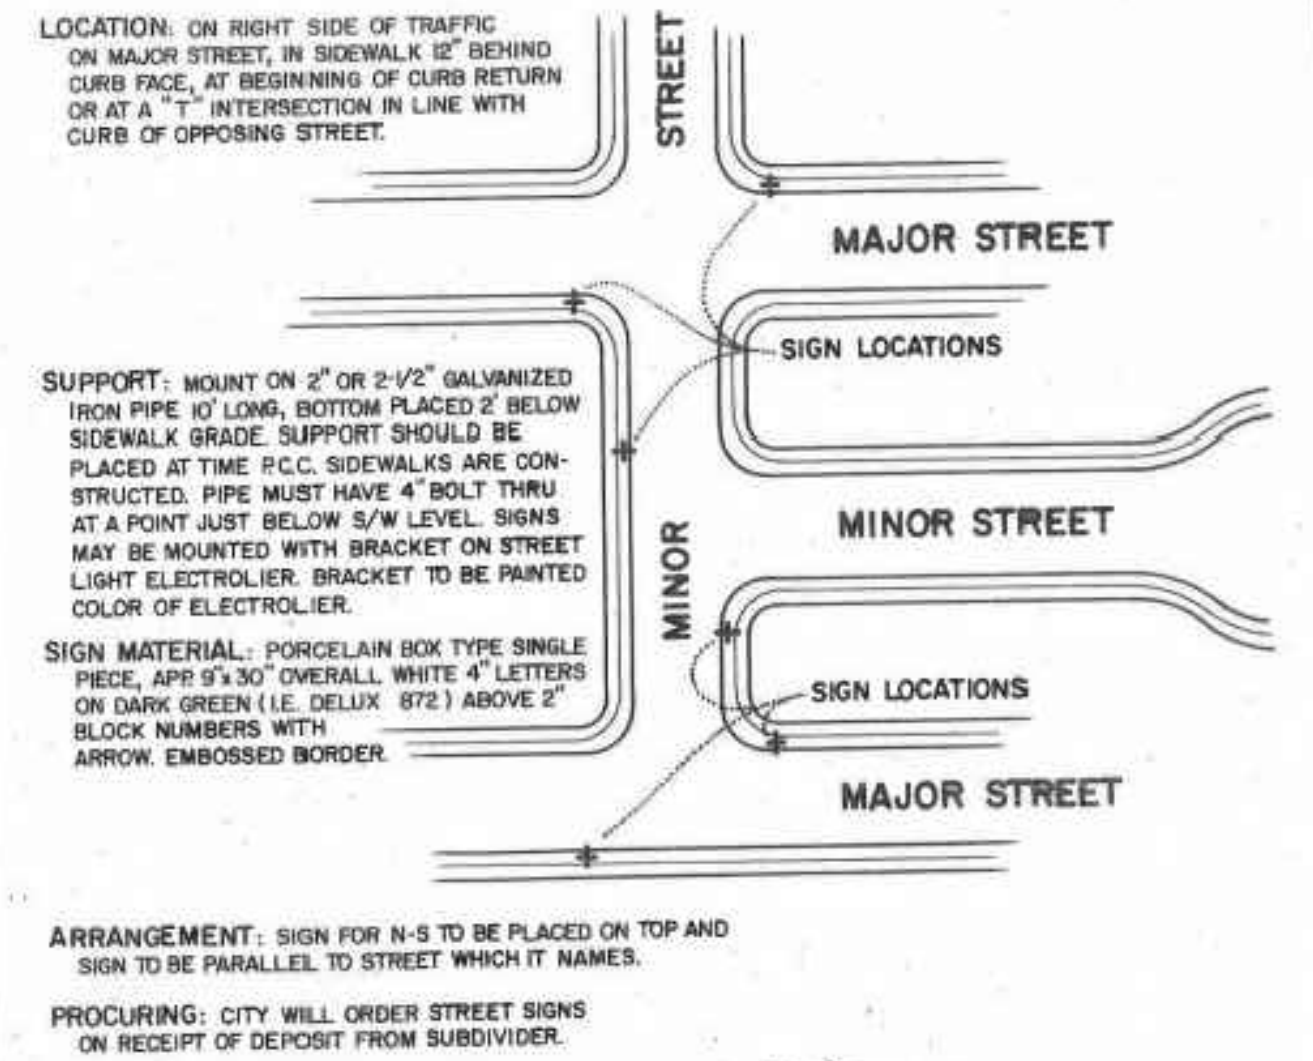 LOCATION: ON RIGHT SIDE OF TRAFFIC
ON MAJOR STREET, IN SIDEWALK 12" BEHIND
CURB FACE, AT BEGINNING OF CURB RETURN
OR AT A "T" INTERSECTION IN LINE WITH
CURB OF OPPOSING STREET.
STREET
MAJOR STREET
SIGN LOCATIONS
SUPPORT: MOUNT ON 2" OR 2-1/2" GALVANIZED
IRON PIPE 10' LONG, BOTTOM PLACED 2' BELOW
SIDEWALK GRADE. SUPPORT SHOULD BE
PLACED AT TIME P.C.C. SIDEWALKS ARE CON-
STRUCTED. PIPE MUST HAVE 4" BOLT THRU
AT A POINT JUST BELOW S/W LEVEL. SIGNS
MAY BE MOUNTED WITH BRACKET ON STREET
LIGHT ELECTROLIER. BRACKET TO BE PAINTED
COLOR OF ELECTROLIER.
MINOR STREET
MINOR
SIGN MATERIAL: PORCELAIN BOX TYPE SINGLE
PIECE, APR. 9"x30" OVERALL WHITE 4" LETTERS
ON DARK GREEN (I.E. DELUX 872) ABOVE 2"
BLOCK NUMBERS WITH
ARROW. EMBOSSED BORDER.
SIGN LOCATIONS
MAJOR STREET
ARRANGEMENT: SIGN FOR N-S TO BE PLACED ON TOP AND
SIGN TO BE PARALLEL TO STREET WHICH IT NAMES.
PROCURING: CITY WILL ORDER STREET SIGNS
ON RECEIPT OF DEPOSIT FROM SUBDIVIDER.